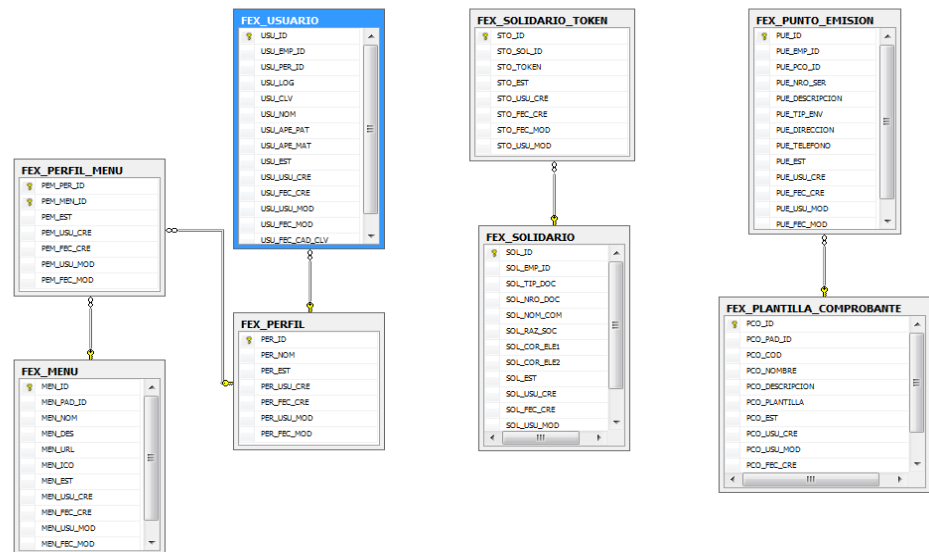 FEX_USUARIO
USU_ID
USU_EMP_ID
USU_PER_ID
USU_LOG
USU_CLV
USU_NOM
USU_APE_PAT
USU_APE_MAT
USU_EST
USU_USU_CRE
USU_FEC_CRE
USU_USU_MOD
USU_FEC_MOD
USU_FEC_CAD_CLV
FEX_SOLIDARIO_TOKEN
STO_ID
STO_SOL_ID
STO_TOKEN
STO_EST
STO_USU_CRE
STO_FEC_CRE
STO_FEC_MOD
STO_USU_MOD
FEX_PUNTO_EMISION
PUE_ID
PUE_EMP_ID
PUE_PCO_ID
PUE_NRO_SER
PUE_DESCRIPCION
PUE_TIP_ENV
PUE_DIRECCION
PUE_TELEFONO
PUE_EST
PUE_USU_CRE
PUE_FEC_CRE
PUE_USU_MOD
PUE_FEC_MOD
FEX_PERFIL_MENU
PEM_PER_ID
PEM_MEN_ID
PEM_EST
PEM_USU_CRE
PEM_FEC_CRE
PEM_USU_MOD
PEM_FEC_MOD
FEX_SOLIDARIO
SOL_ID
SOL_EMP_ID
SOL_TIP_DOC
SOL_NRO_DOC
SOL_NOM_COM
SOL_RAZ_SOC
SOL_COR_ELE1
SOL_COR_ELE2
SOL_EST
SOL_USU_CRE
SOL_FEC_CRE
SOL_USU_MOD
FEX_PLANTILLA_COMPROBANTE
PCO_ID
PCO_PAD_ID
PCO_COD
PCO_NOMBRE
PCO_DESCRIPCION
PCO_PLANTILLA
PCO_EST
PCO_USU_CRE
PCO_USU_MOD
PCO_FEC_CRE
FEX_PERFIL
PER_ID
PER_NOM
PER_EST
PER_USU_CRE
PER_FEC_CRE
PER_USU_MOD
PER_FEC_MOD
FEX_MENU
MEN_ID
MEN_PAD_ID
MEN_NOM
MEN_DES
MEN_URL
MEN_ICO
MEN_EST
MEN_USU_CRE
MEN_FEC_CRE
MEN_USU_MOD
MEN_FEC_MOD